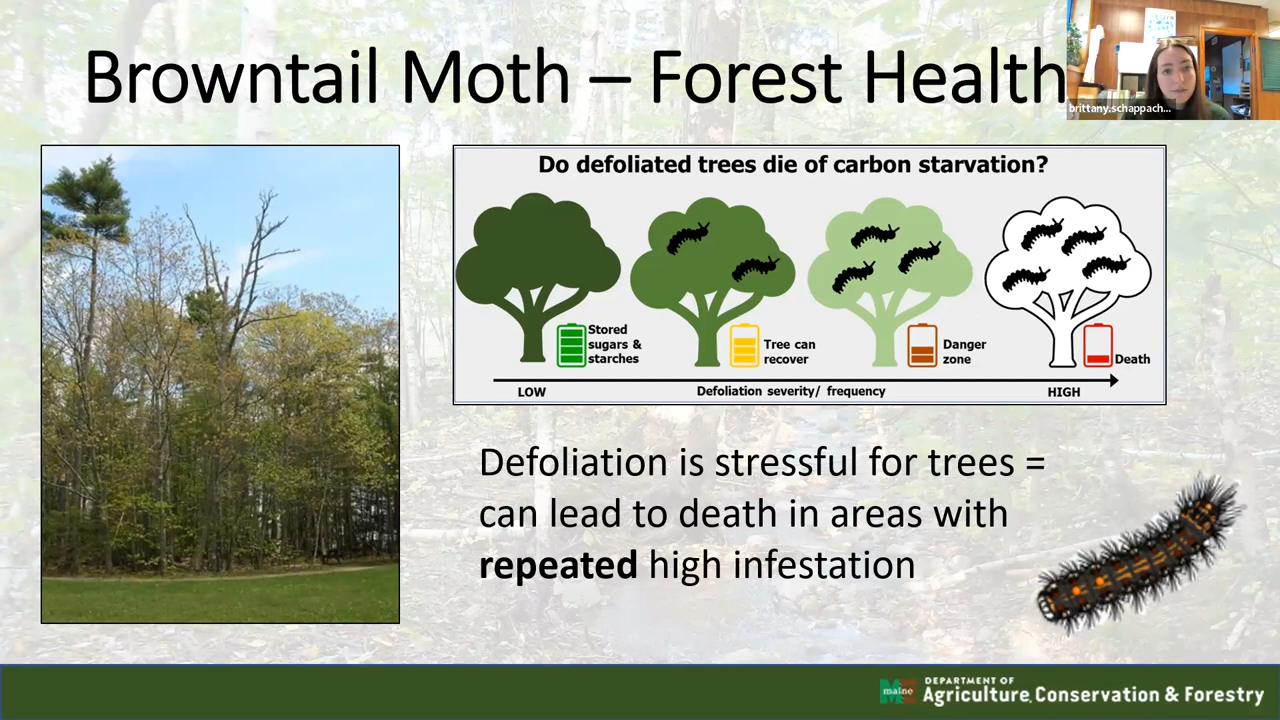 Browntail Moth – Forest Health
brittany.schappach...
Do defoliated trees die of carbon starvation?
Stored
sugars &
starches
Tree can
recover
Danger
zone
Death
LOW
Defoliation severity/ frequency
HIGH
Defoliation is stressful for trees =
can lead to death in areas with
repeated high infestation
maine
DEPARTMENT OF
Agriculture, Conservation & Forestry